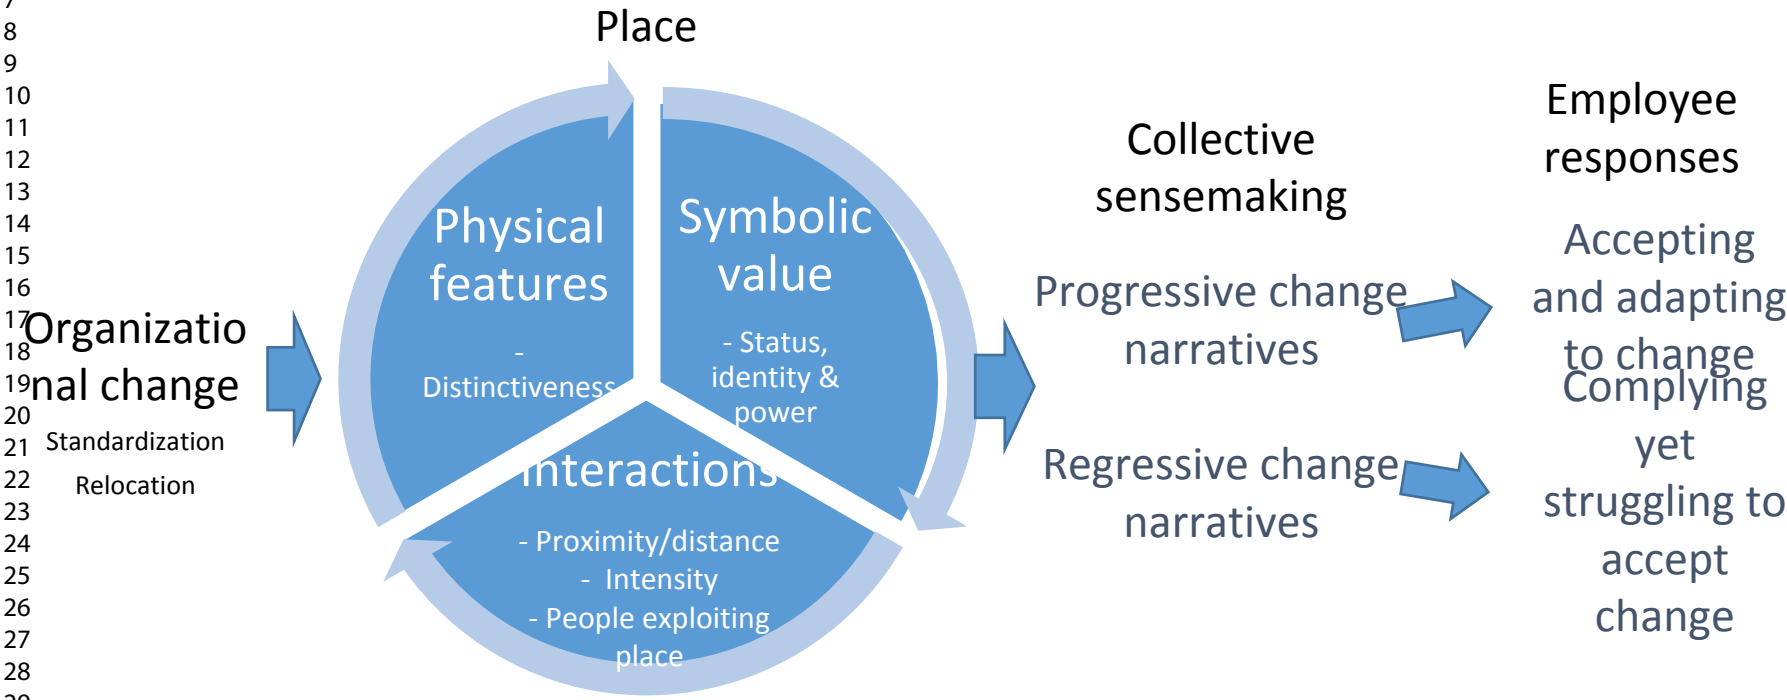 7
8
9
10
11
12
13
14
15
16
17
18
19
20
21
22
23
24
25
26
27
28
29
Place
Organizatio
nal change
Standardization
Relocation
Physical
features
-
Distinctiveness
Symbolic
value
- Status,
identity &
power
Interactions
- Proximity/distance
- Intensity
- People exploiting
place
Collective
sensemaking
Progressive change
narratives
Regressive change
narratives
Employee
responses
Accepting
and adapting
to change
Complying
yet
struggling to
accept
change